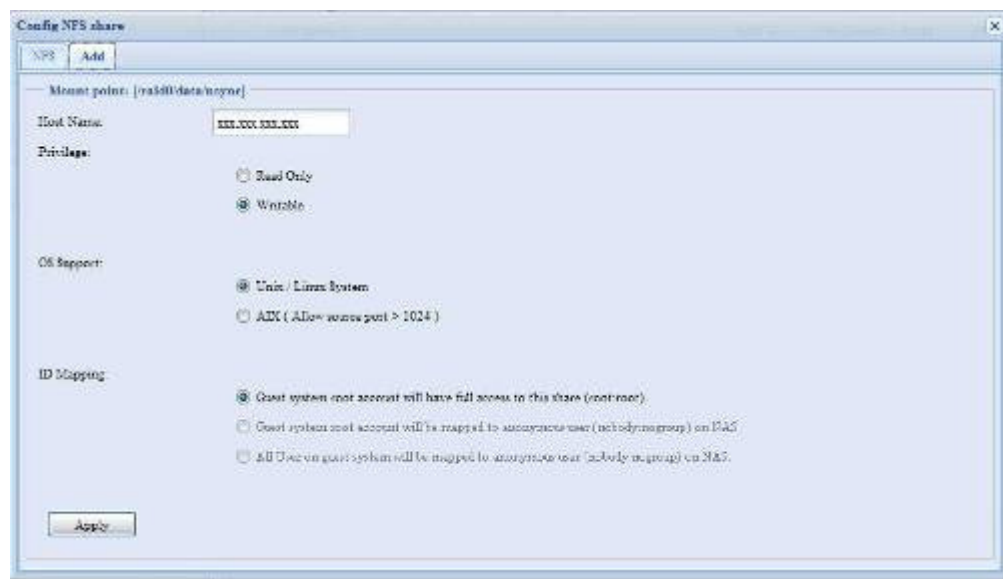 Config NFS share
NFS Add
Mount point: [/raid0/data/nsync]
Host Name:
xxx.xxx.xxx.xxx
Privilege:
Read Only
Writable
OS Support:
Unix / Linux System
AIX ( Allow source port > 1024 )
ID Mapping:
Guest system root account will have full access to this share (root:root).
Guest system root account will be mapped to anonymous user (nobody:nogroup) on NAS
All User on guest system will be mapped to anonymous user (nobody:nogroup) on NAS.
Apply